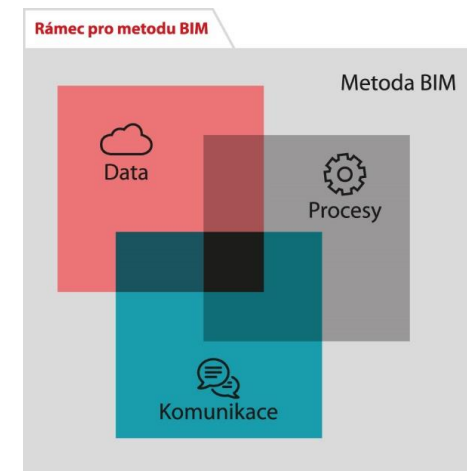 Rámec pro metodu BIM
Metoda BIM
Data
Procesy
Komunikace